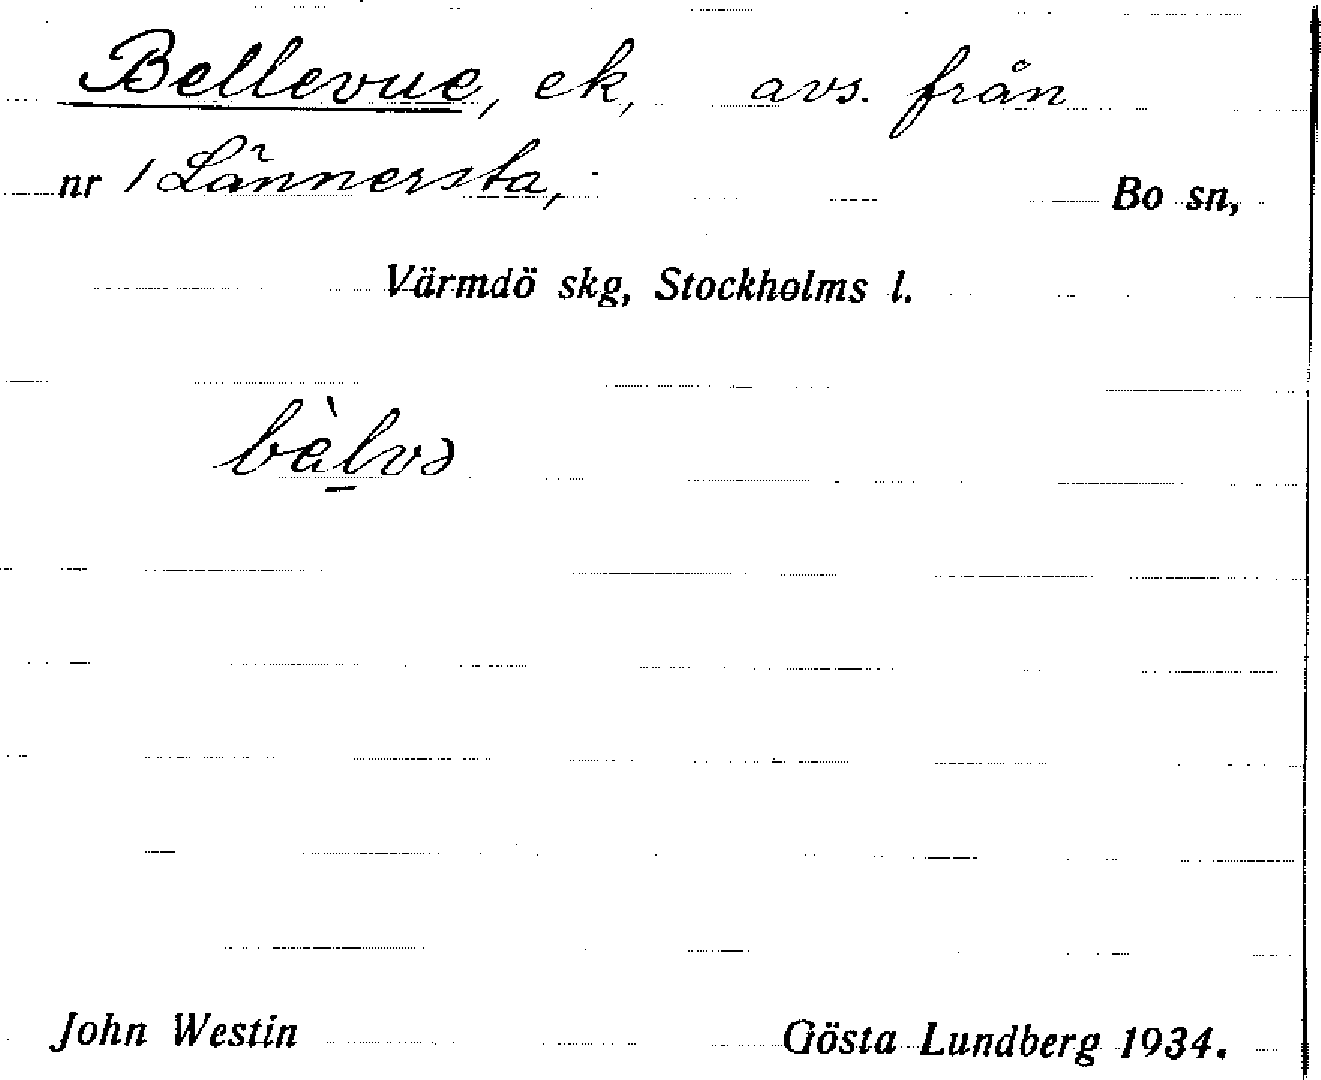 Bellevue, ek, avs. från
nr 1 Lännersta, Bo sn,
Värmdö skg, Stockholms l.
bèlvə
John Westin Gösta Lundberg 1934.